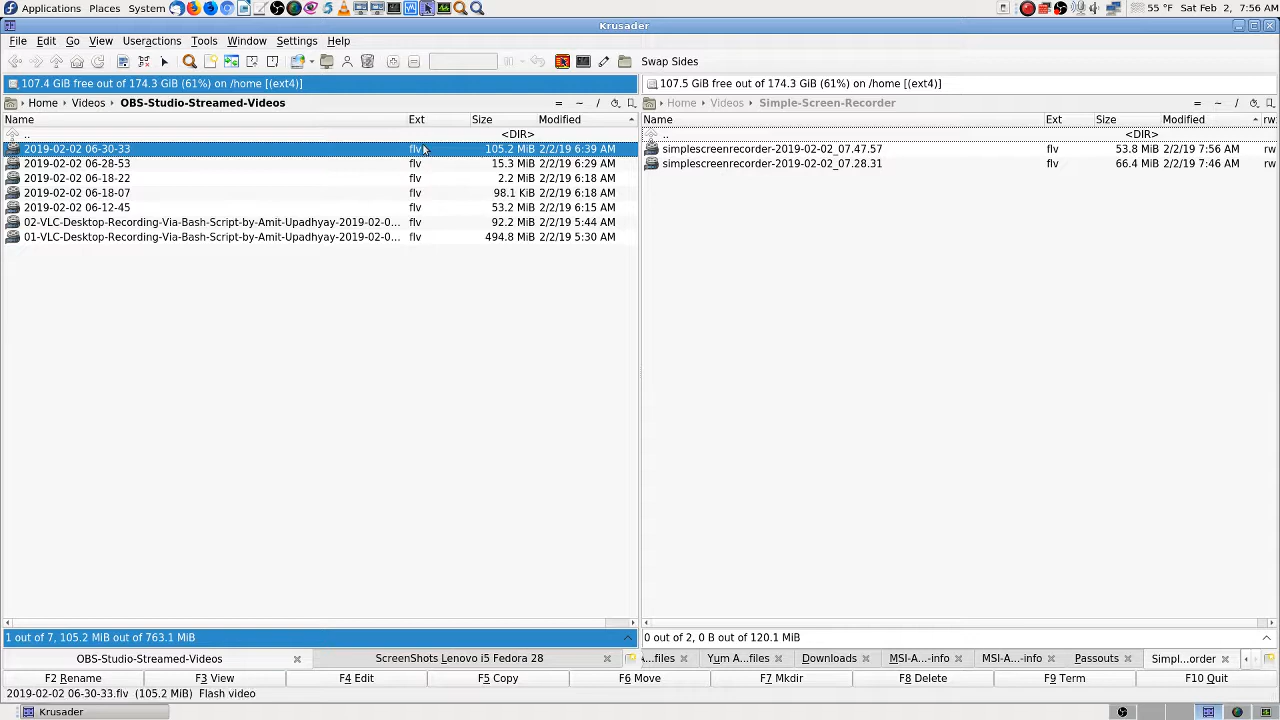 Applications Places System 55 °F Sat Feb 2, 7:56 AM
Krusader
File Edit Go View Useractions Tools Window Settings Help
Swap Sides
107.4 GiB free out of 174.3 GiB (61%) on /home [(ext4)] 107.5 GiB free out of 174.3 GiB (61%) on /home [(ext4)]
Home Videos OBS-Studio-Streamed-Videos = ~ / Home Videos Simple-Screen-Recorder = ~ /
Name Ext Size Modified Name Ext Size Modified rw
.. <DIR> .. <DIR>
2019-02-02 06-30-33 flv 105.2 MiB 2/2/19 6:39 AM simplescreenrecorder-2019-02-02_07.47.57 flv 53.8 MiB 2/2/19 7:56 AM rw
2019-02-02 06-28-53 flv 15.3 MiB 2/2/19 6:29 AM simplescreenrecorder-2019-02-02_07.28.31 flv 66.4 MiB 2/2/19 7:46 AM rw
2019-02-02 06-18-22 flv 2.2 MiB 2/2/19 6:18 AM
2019-02-02 06-18-07 flv 98.1 KiB 2/2/19 6:18 AM
2019-02-02 06-12-45 flv 53.2 MiB 2/2/19 6:15 AM
02-VLC-Desktop-Recording-Via-Bash-Script-by-Amit-Upadhyay-2019-02-0... flv 92.2 MiB 2/2/19 5:44 AM
01-VLC-Desktop-Recording-Via-Bash-Script-by-Amit-Upadhyay-2019-02-0... flv 494.8 MiB 2/2/19 5:30 AM
1 out of 7, 105.2 MiB out of 763.1 MiB 0 out of 2, 0 B out of 120.1 MiB
OBS-Studio-Streamed-Videos ScreenShots Lenovo i5 Fedora 28 ...files Yum A...files Downloads MSI-A...-info MSI-A...-info Passouts Simpl...order
F2 Rename F3 View F4 Edit F5 Copy F6 Move F7 Mkdir F8 Delete F9 Term F10 Quit
2019-02-02 06-30-33.flv (105.2 MiB) Flash video
Krusader